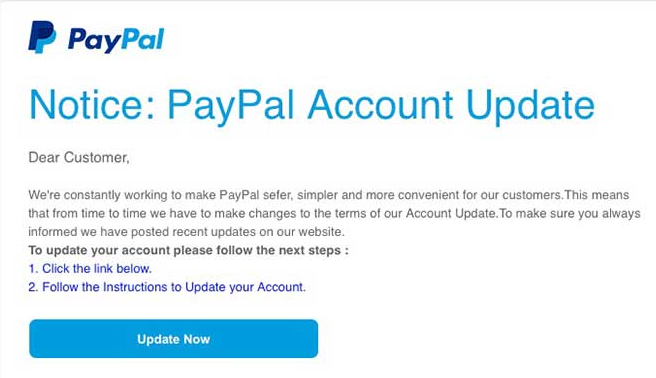 PayPal
Notice: PayPal Account Update
Dear Customer,
We're constantly working to make PayPal sefer, simpler and more convenient for our customers.This means
that from time to time we have to make changes to the terms of our Account Update.To make sure you always
informed we have posted recent updates on our website.
To update your account please follow the next steps :
1. Click the link below.
2. Follow the Instructions to Update your Account.
Update Now